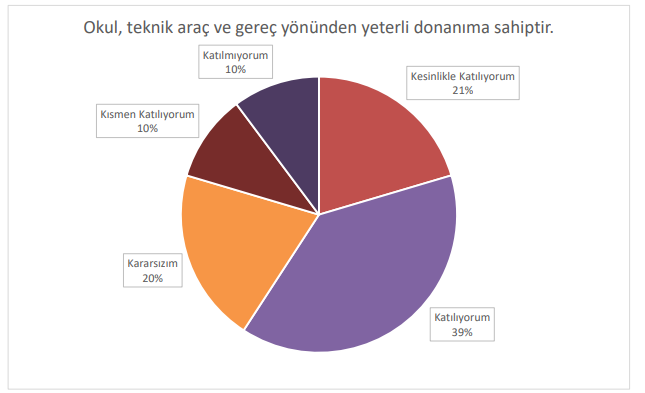 Okul, teknik araç ve gereç yönünden yeterli donanıma sahiptir.
Katılmıyorum
10%
Kesinlikle Katılıyorum
21%
Kısmen Katılıyorum
10%
Kararsızım
20%
Katılıyorum
39%